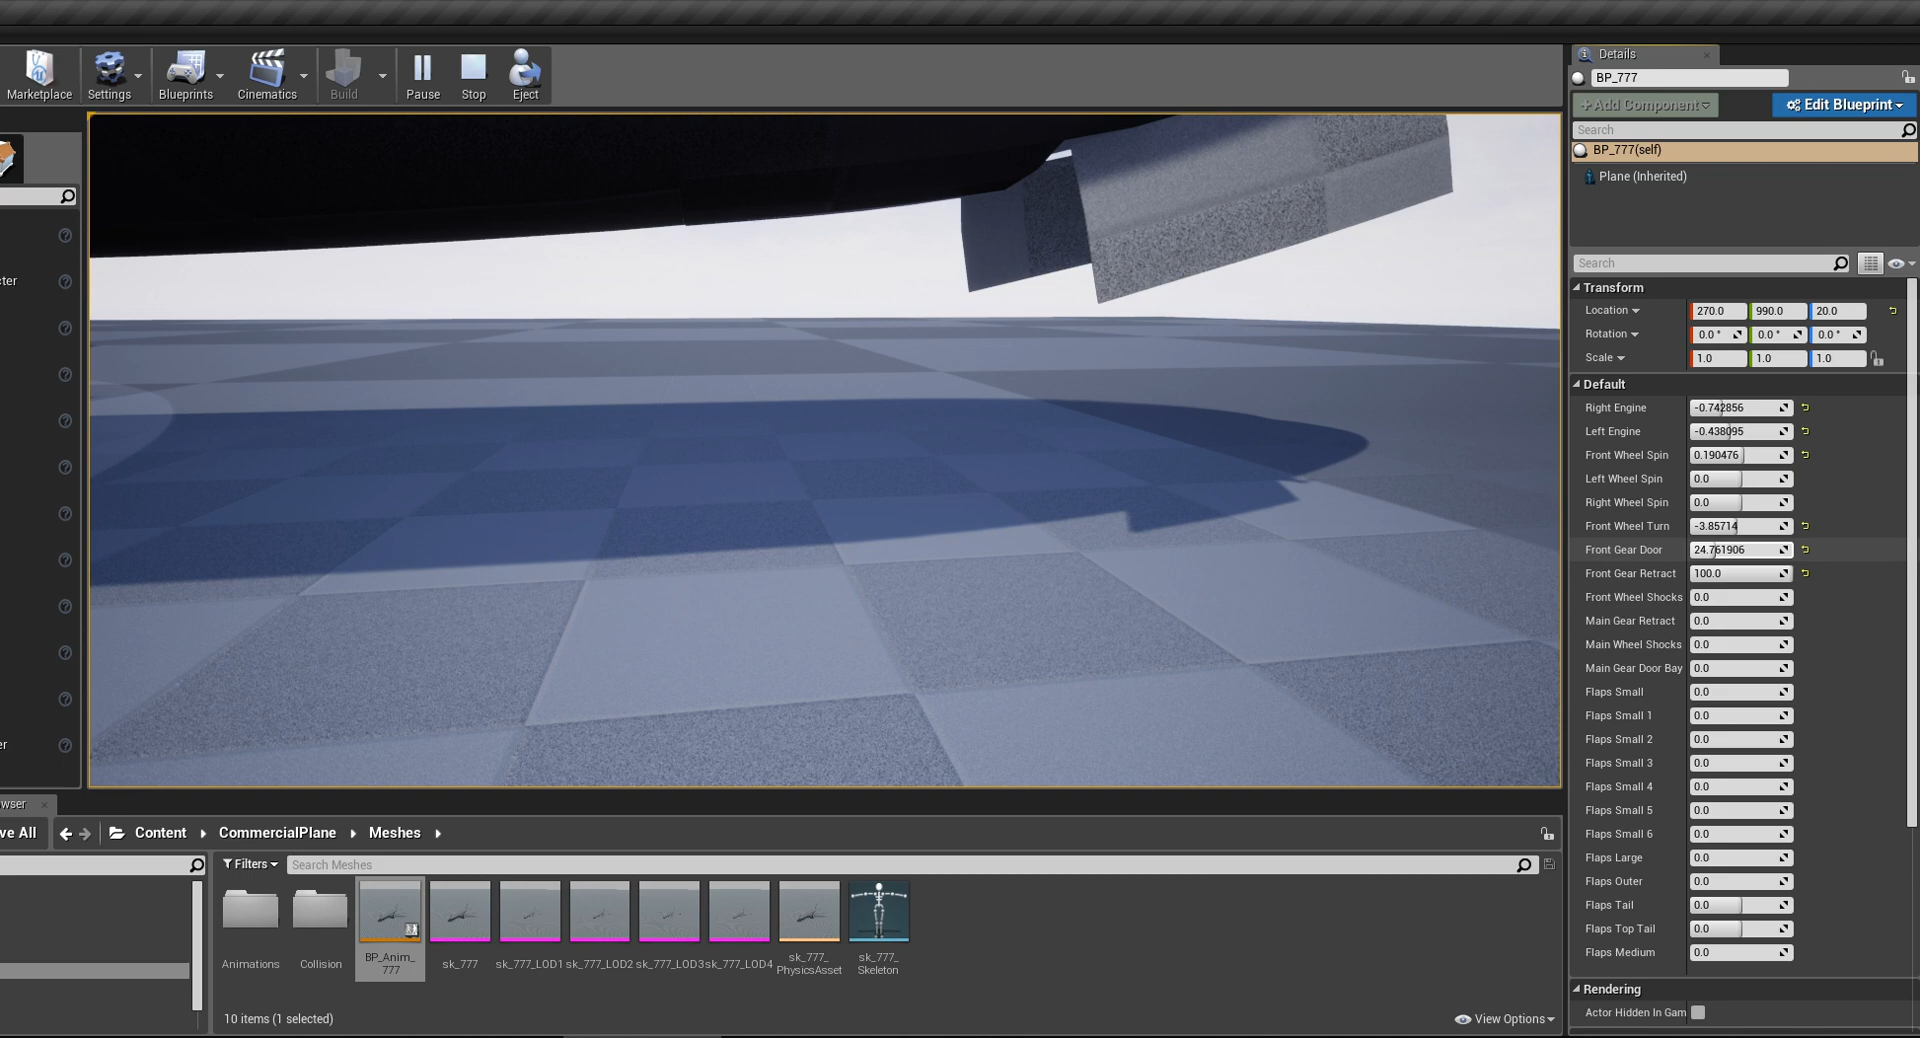 Marketplace
Settings
Blueprints
Cinematics
Build
Pause
Stop
Eject
Details
BP_777
+Add Component
Edit Blueprint
Search
BP_777(self)
Plane (Inherited)
Search
Transform
Location 270.0 990.0 20.0
Rotation 0.0 ° 0.0 ° 0.0 °
Scale 1.0 1.0 1.0
Default
Right Engine -0.742856
Left Engine -0.438095
Front Wheel Spin 0.190476
Left Wheel Spin 0.0
Right Wheel Spin 0.0
Front Wheel Turn -3.85714
Front Gear Door 24.761906
Front Gear Retract 100.0
Front Wheel Shocks 0.0
Main Gear Retract 0.0
Main Wheel Shocks 0.0
Main Gear Door Bay 0.0
Flaps Small 0.0
Flaps Small 1 0.0
Flaps Small 2 0.0
Flaps Small 3 0.0
Flaps Small 4 0.0
Flaps Small 5 0.0
Flaps Small 6 0.0
Flaps Large 0.0
Flaps Outer 0.0
Flaps Tail 0.0
Flaps Top Tail 0.0
Flaps Medium 0.0
Rendering
Actor Hidden In Gam
cter
er
wser
ve All
Content
CommercialPlane
Meshes
Filters
Search Meshes
Animations
Collision
BP_Anim_
777
sk_777
sk_777_LOD1
sk_777_LOD2
sk_777_LOD3
sk_777_LOD4
sk_777_
PhysicsAsset
sk_777_
Skeleton
10 items (1 selected)
View Options